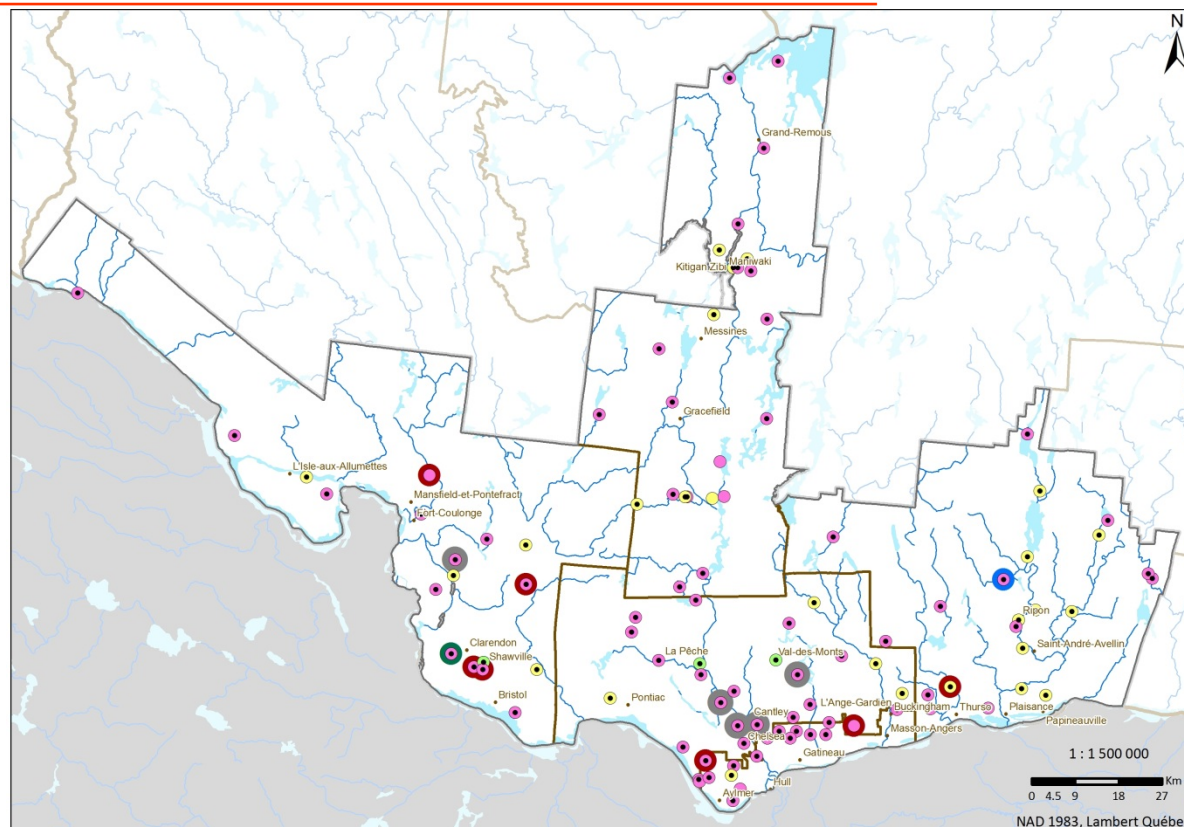 N
Grand-Remous
Maniwaki
Kitigan Zibi
Messines
Gracefield
L'Isle-aux-Allumettes
Mansfield-et-Pontefract
Fort-Coulonge
Ripon
Clarendon
Saint-André-Avellin
Shawville
La Pêche
Val-des-Monts
Bristol
Pontiac
L'Ange-Gardien
Buckingham
Thurso
Plaisance
Cantley
Papineauville
Masson-Angers
Chelsea
Gatineau
Hull
Aylmer
1 : 1 500 000
Km
0 4.5 9 18 27
NAD 1983, Lambert Québe